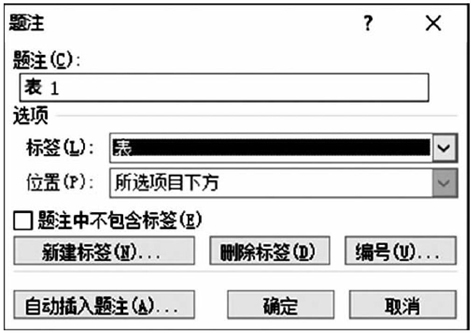 题注 ? ×
题注(C):
表 1
选项
标签(L): 表
位置(P): 所选项目下方
题注中不包含标签(E)
新建标签(N)... 删除标签(D) 编号(U)...
自动插入题注(A)... 确定 取消